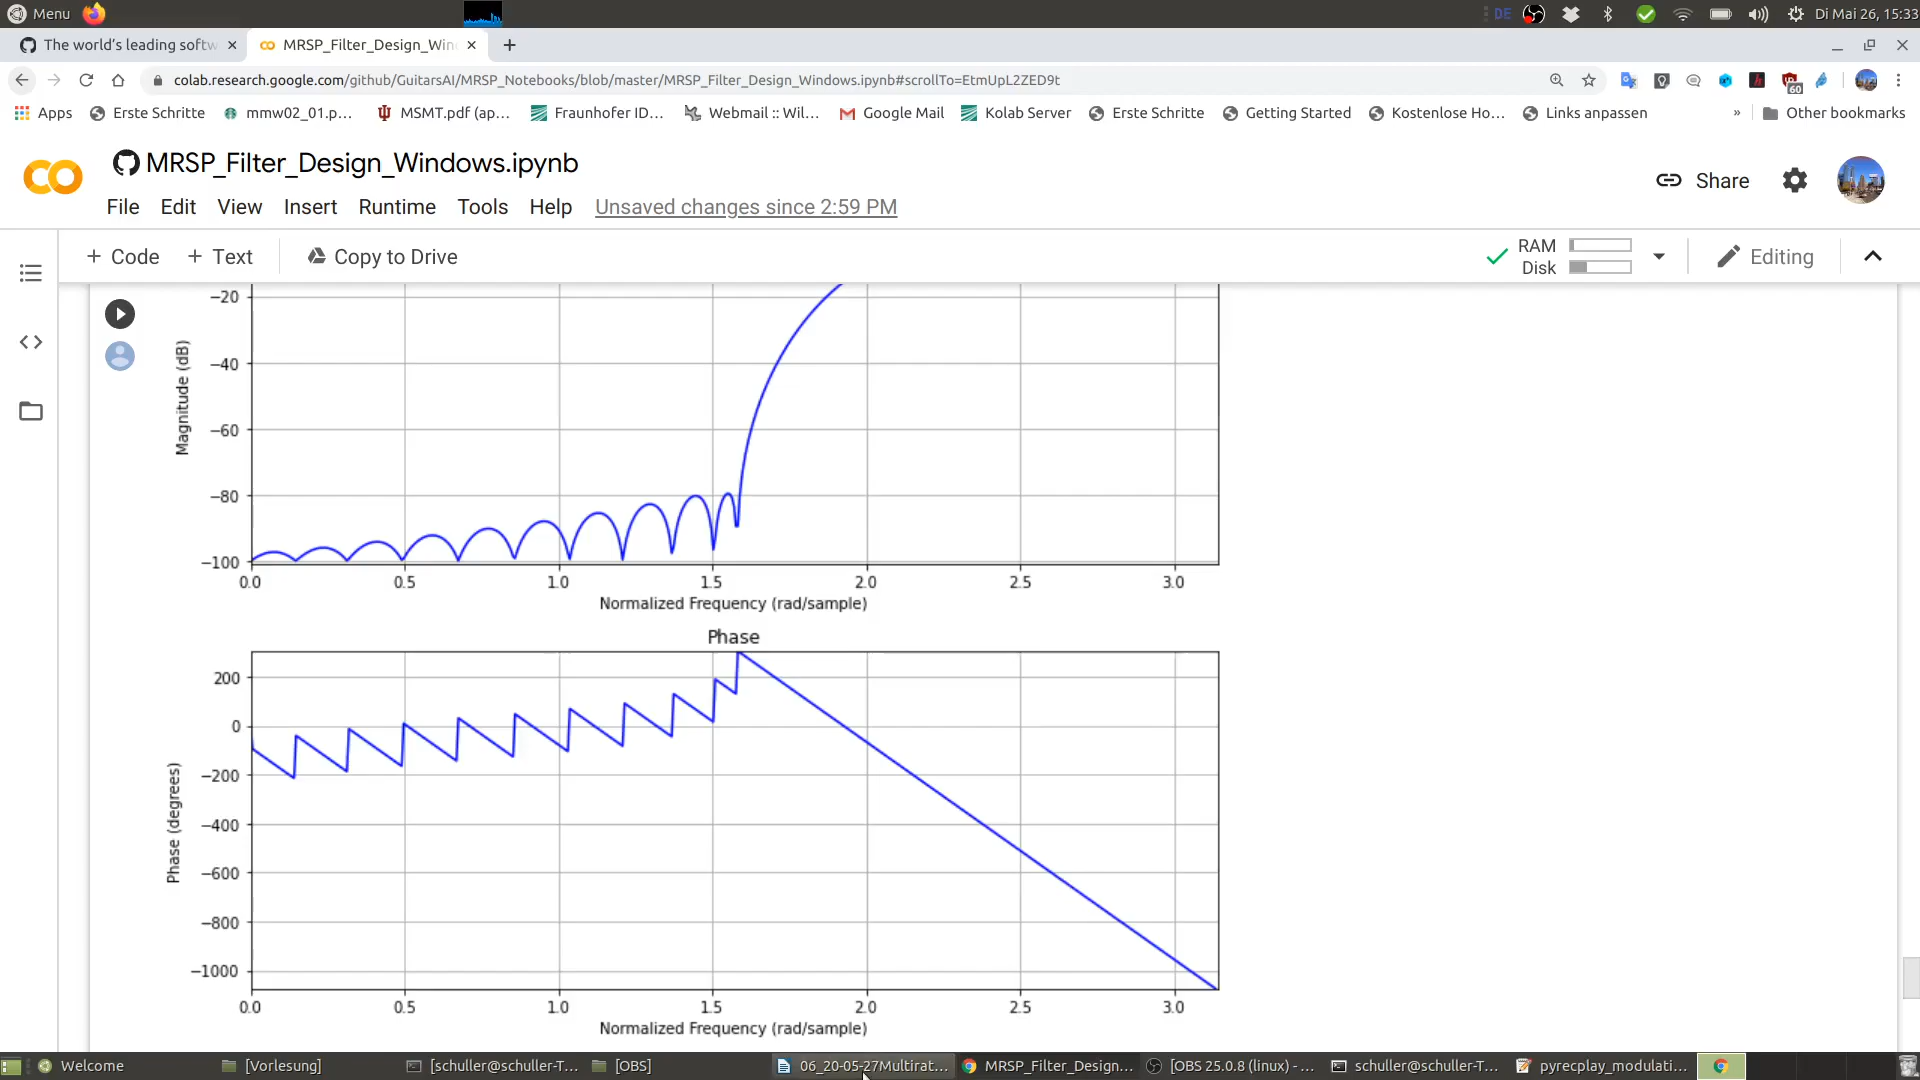 Menu
DE
Di Mai 26, 15:33
The world's leading softw
MRSP_Filter_Design_Win
colab.research.google.com/github/GuitarsAI/MRSP_Notebooks/blob/master/MRSP_Filter_Design_Windows.ipynb#scrollTo=EtmUpL2ZED9t
60
Apps
Erste Schritte
mmw02_01.p...
MSMT.pdf (ap...
Fraunhofer ID...
Webmail :: Wil...
Google Mail
Kolab Server
Erste Schritte
Getting Started
Kostenlose Ho...
Links anpassen
»
Other bookmarks
MRSP_Filter_Design_Windows.ipynb
Share
File Edit View Insert Runtime Tools Help Unsaved changes since 2:59 PM
+ Code + Text Copy to Drive
RAM
Disk
Editing
−20
−40
−60
−80
−100
Magnitude (dB)
0.0 0.5 1.0 1.5 2.0 2.5 3.0
Normalized Frequency (rad/sample)
Phase
200
0
−200
−400
−600
−800
−1000
Phase (degrees)
0.0 0.5 1.0 1.5 2.0 2.5 3.0
Normalized Frequency (rad/sample)
Welcome
[Vorlesung]
[schuller@schuller-T...
[OBS]
06_20-05-27Multirat...
MRSP_Filter_Design...
[OBS 25.0.8 (linux) - ...
schuller@schuller-T...
pyrecplay_modulati...